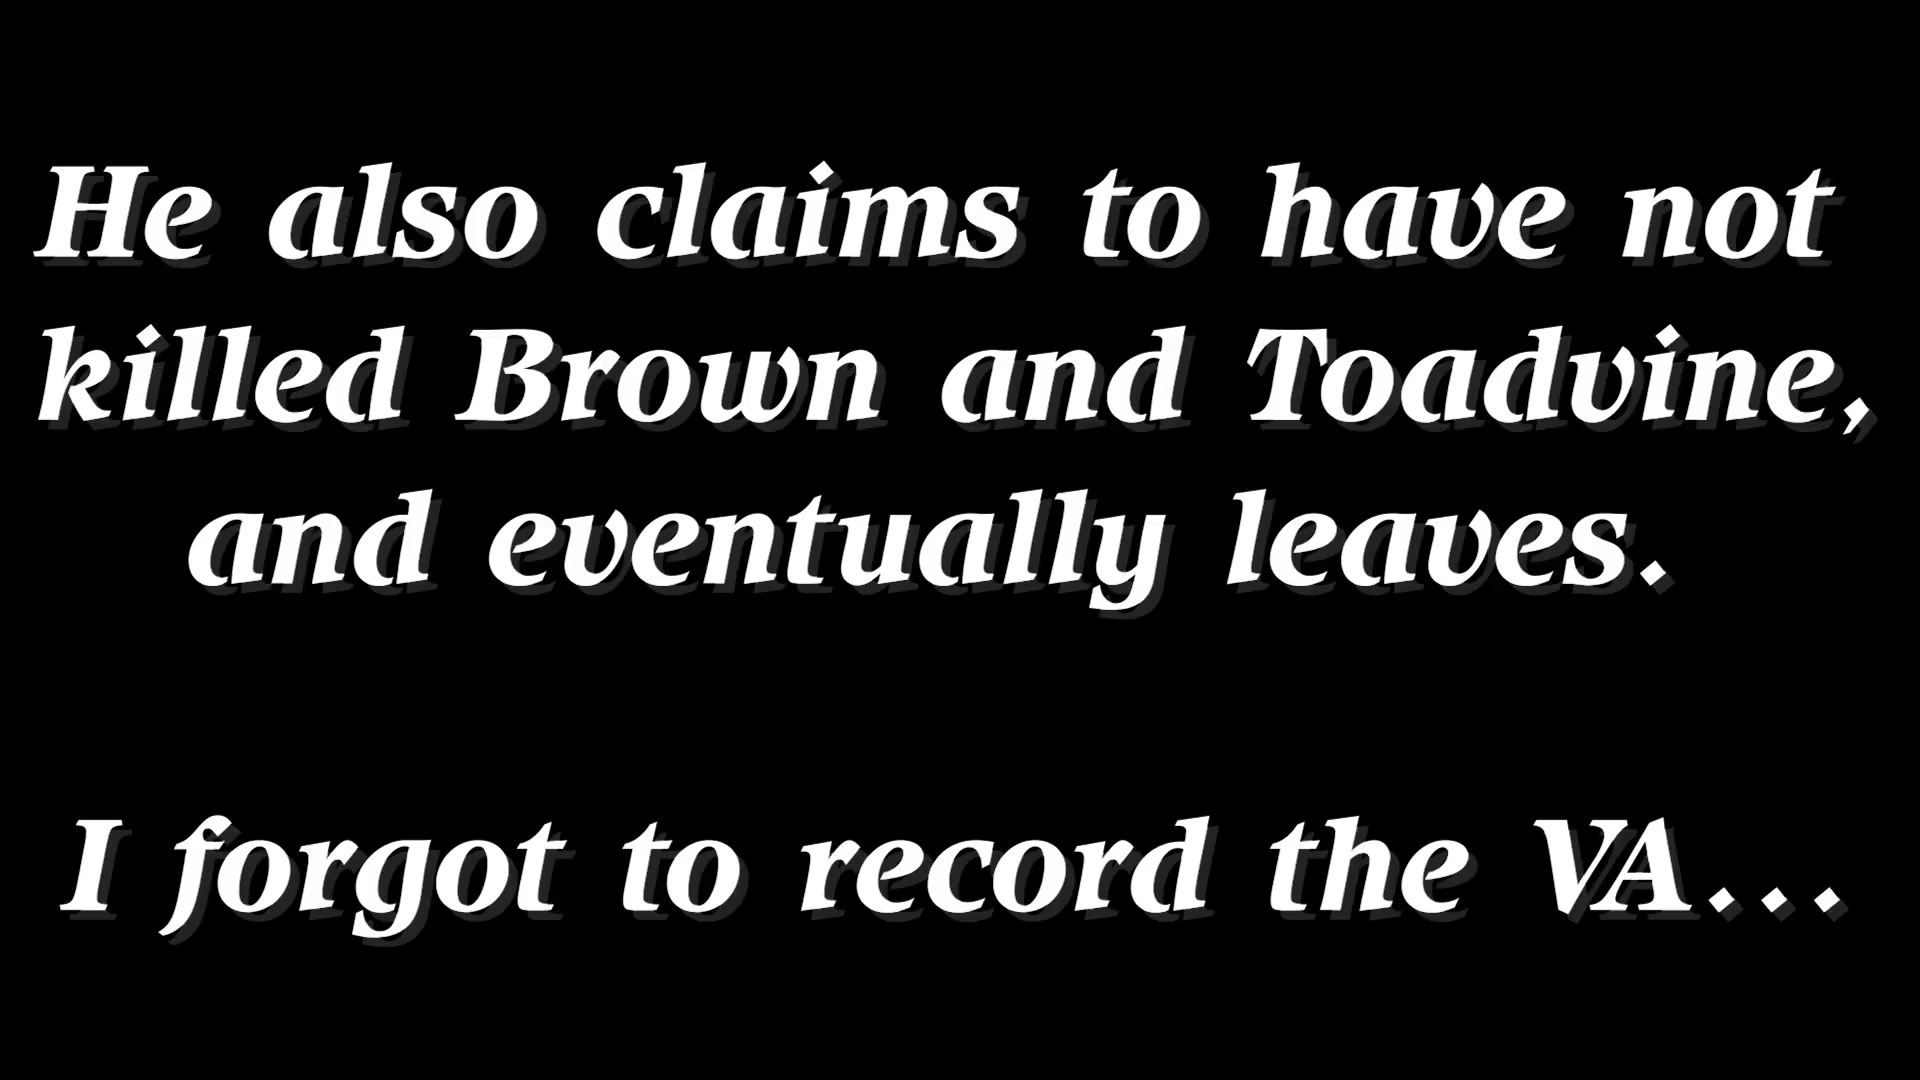 He also claims to have not
killed Brown and Toadvine,
and eventually leaves.
I forgot to record the VA...